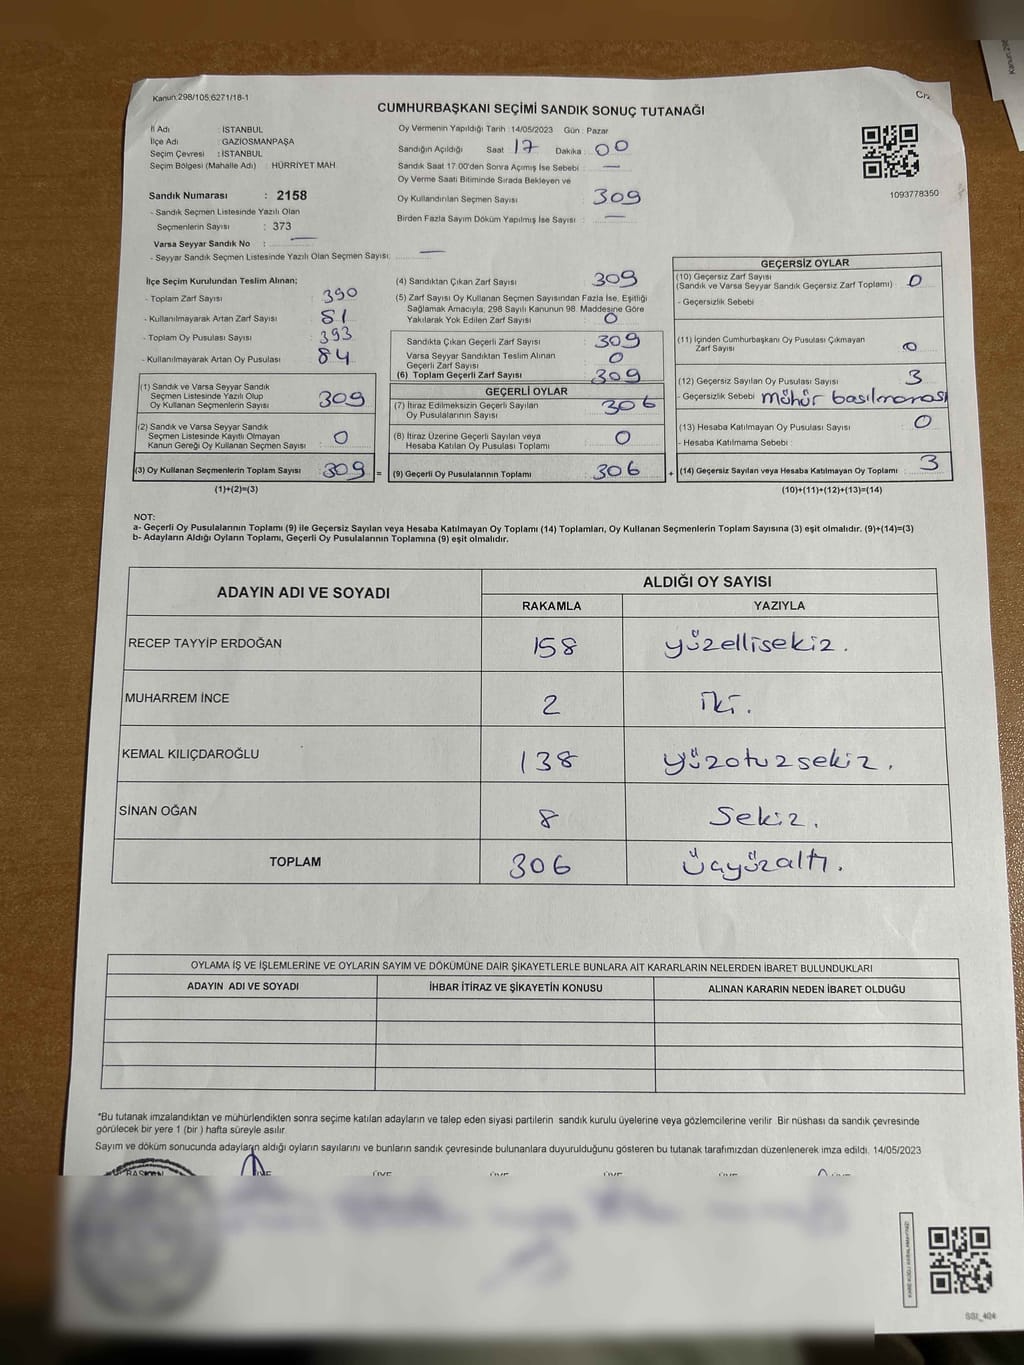 Kanun:298/105,6271/18-1
CUMHURBAŞKANI SEÇİMİ SANDIK SONUÇ TUTANAĞI
İl Adı : İSTANBUL
İlçe Adı : GAZİOSMANPAŞA
Seçim Çevresi : İSTANBUL
Seçim Bölgesi (Mahalle Adı) : HÜRRİYET MAH.
Sandık Numarası : 2158
- Sandık Seçmen Listesinde Yazılı Olan
Seçmenlerin Sayısı : 373
Varsa Seyyar Sandık No : —
- Seyyar Sandık Seçmen Listesinde Yazılı Olan Seçmen Sayısı: —
Oy Vermenin Yapıldığı Tarih :14/05/2023 Gün : Pazar
Sandığın Açıldığı Saat 17 Dakika : 00
Sandık Saat 17.00'den Sonra Açımış İse Sebebi : —
Oy Verme Saati Bitiminde Sırada Bekleyen ve
Oy Kullandırılan Seçmen Sayısı : 309
Birden Fazla Sayım Döküm Yapılmış İse Sayısı : —
1093778350
İlçe Seçim Kurulundan Teslim Alınan;
- Toplam Zarf Sayısı : 390
- Kullanılmayarak Artan Zarf Sayısı : 81
- Toplam Oy Pusulası Sayısı : 393
- Kullanılmayarak Artan Oy Pusulası : 84
(1) Sandık ve Varsa Seyyar Sandık
Seçmen Listesinde Yazılı Olup
Oy Kullanan Seçmenlerin Sayısı : 309
(2) Sandık ve Varsa Seyyar Sandık
Seçmen Listesinde Kayıtlı Olmayan
Kanun Gereği Oy Kullanan Seçmen Sayısı : 0
(3) Oy Kullanan Seçmenlerin Toplam Sayısı : 309 =
(1)+(2)=(3)
(4) Sandıktan Çıkan Zarf Sayısı : 309
(5) Zarf Sayısı Oy Kullanan Seçmen Sayısından Fazla İse, Eşitliği
Sağlamak Amacıyla, 298 Sayılı Kanunun 98. Maddesine Göre
Yakılarak Yok Edilen Zarf Sayısı : 0
Sandıkta Çıkan Geçerli Zarf Sayısı : 309
Varsa Seyyar Sandıktan Teslim Alınan
Geçerli Zarf Sayısı : 0
(6) Toplam Geçerli Zarf Sayısı : 309
GEÇERLİ OYLAR
(7) İtiraz Edilmeksizin Geçerli Sayılan
Oy Pusulasının Sayısı : 306
(8) İtiraz Üzerine Geçerli Sayılan veya
Hesaba Katılan Oy Pusulası Toplamı : 0
(9) Geçerli Oy Pusulalarının Toplamı : 306 +
GEÇERSİZ OYLAR
(10) Geçersiz Zarf Sayısı
(Sandık ve Varsa Seyyar Sandık Geçersiz Zarf Toplamı) : 0
- Geçersizlik Sebebi :
(11) İçinden Cumhurbaşkanı Oy Pusulası Çıkmayan
Zarf Sayısı : 0
(12) Geçersiz Sayılan Oy Pusulası Sayısı : 3
- Geçersizlik Sebebi : mühür basılmaması
(13) Hesaba Katılmayan Oy Pusulası Sayısı : 0
- Hesaba Katılmama Sebebi :
(14) Geçersiz Sayılan veya Hesaba Katılmayan Oy Toplamı : 3
(10)+(11)+(12)+(13)=(14)
NOT:
a- Geçerli Oy Pusulalarının Toplamı (9) ile Geçersiz Sayılan veya Hesaba Katılmayan Oy Toplamı (14) Toplamları, Oy Kullanan Seçmenlerin Toplam Sayısına (3) eşit olmalıdır. (9)+(14)=(3)
b- Adayların Aldığı Oyların Toplamı, Geçerli Oy Pusulalarının Toplamına (9) eşit olmalıdır.
ADAYIN ADI VE SOYADI ALDIĞI OY SAYISI
RAKAMLA YAZIYLA
RECEP TAYYİP ERDOĞAN 158 yüzellisekiz.
MUHARREM İNCE 2 iki.
KEMAL KILIÇDAROĞLU 138 yüzotuzsekiz.
SİNAN OĞAN 8 Sekiz.
TOPLAM 306 üçyüzaltı.
OYLAMA İŞ VE İŞLEMLERİNE VE OYLARIN SAYIM VE DÖKÜMÜNE DAİR ŞİKAYETLERLE BUNLARA AİT KARARLARIN NELERDEN İBARET BULUNDUKLARI
ADAYIN ADI VE SOYADI İHBAR İTİRAZ VE ŞİKAYETİN KONUSU ALINAN KARARIN NEDEN İBARET OLDUĞU
*Bu tutanak imzalandıktan ve mühürlendikten sonra seçime katılan adayların ve talep eden siyasi partilerin sandık kurulu üyelerine veya gözlemcilerine verilir. Bir nüshası da sandık çevresinde
görülecek bir yere 1 (bir ) hafta süreyle asılır.
Sayım ve döküm sonucunda adayların aldığı oyların sayılarını ve bunların sandık çevresinde bulunanlara duyurulduğunu gösteren bu tutanak tarafımızdan düzenlenerek imza edildi. 14/05/2023
SSI_404